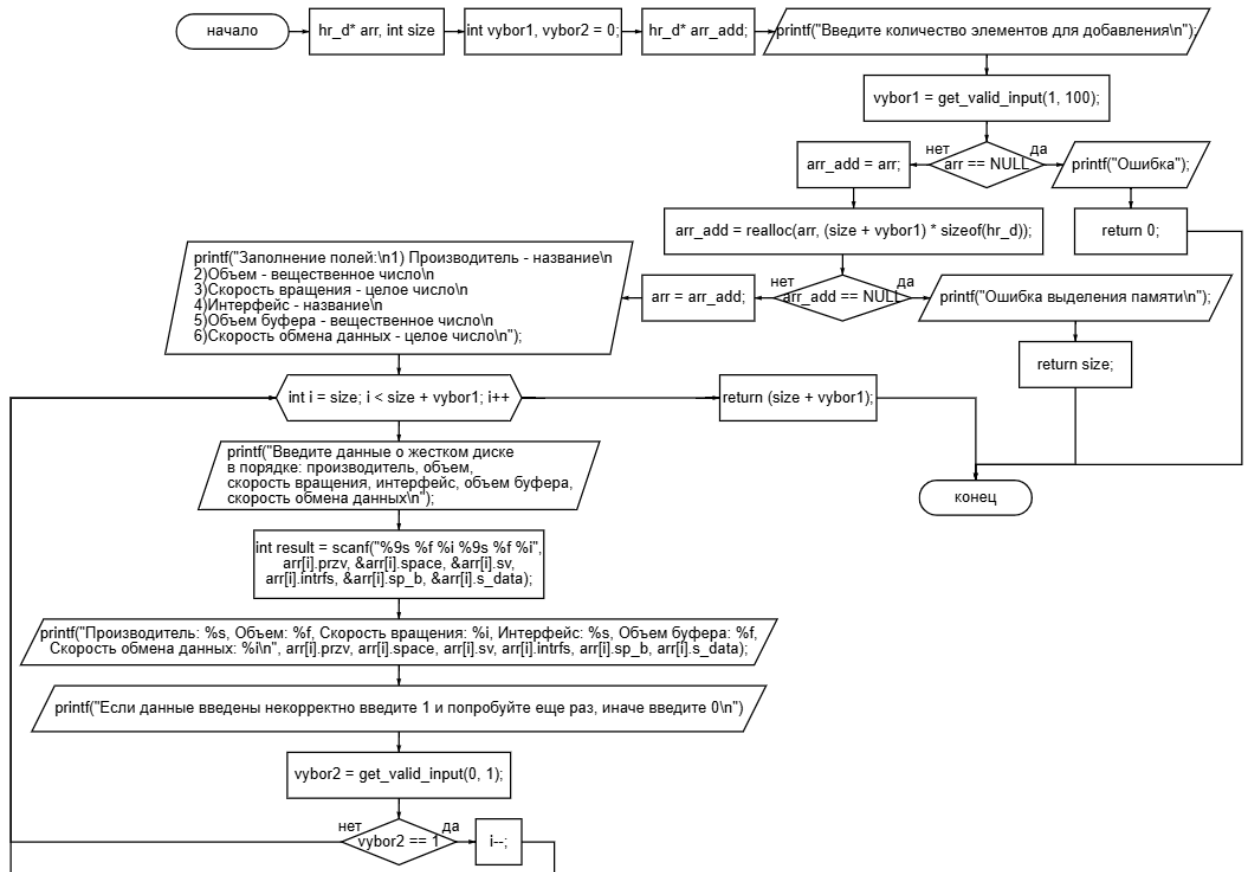 начало
hr_d* arr, int size
int vybor1, vybor2 = 0;
hr_d* arr_add;
printf("Введите количество элементов для добавления\n");
vybor1 = get_valid_input(1, 100);
нет
да
arr == NULL
arr_add = arr;
printf("Ошибка");
arr_add = realloc(arr, (size + vybor1) * sizeof(hr_d));
return 0;
нет
да
arr_add == NULL
arr = arr_add;
printf("Ошибка выделения памяти\n");
return size;
printf("Заполнение полей:\n1) Производитель - название\n
2)Объем - вещественное число\n
3)Скорость вращения - целое число\n
4)Интерфейс - название\n
5)Объем буфера - вещественное число\n
6)Скорость обмена данных - целое число\n");
int i = size; i < size + vybor1; i++
return (size + vybor1);
конец
printf("Введите данные о жестком диске
в порядке: производитель, объем,
скорость вращения, интерфейс, объем буфера,
скорость обмена данных\n");
int result = scanf("%9s %f %i %9s %f %i",
arr[i].przv, &arr[i].space, &arr[i].sv,
arr[i].intrfs, &arr[i].sp_b, &arr[i].s_data);
printf("Производитель: %s, Объем: %f, Скорость вращения: %i, Интерфейс: %s, Объем буфера: %f,
Скорость обмена данных: %i\n", arr[i].przv, arr[i].space, arr[i].sv, arr[i].intrfs, arr[i].sp_b, arr[i].s_data);
printf("Если данные введены некорректно введите 1 и попробуйте еще раз, иначе введите 0\n")
vybor2 = get_valid_input(0, 1);
нет
да
vybor2 == 1
i--;